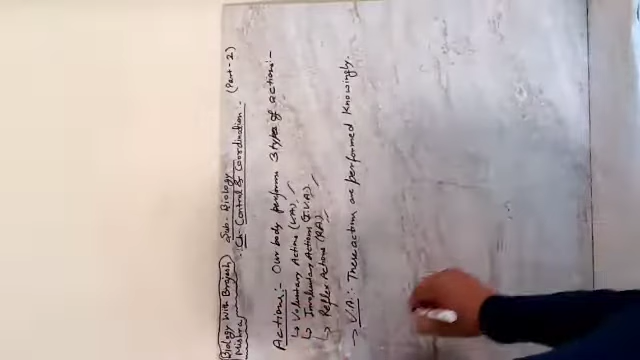 Biology with Brajesh Mishra
Sub- Biology
Ch- Control & Coordination. (Part-2)
Actions:- Our body performs 3 types of actions:-
↳ Voluntary Actions (V.A)
↳ Involuntary Actions (I.V.A)
↳ Reflex Actions (R.A)
→ V.A:- These actions are performed knowingly.